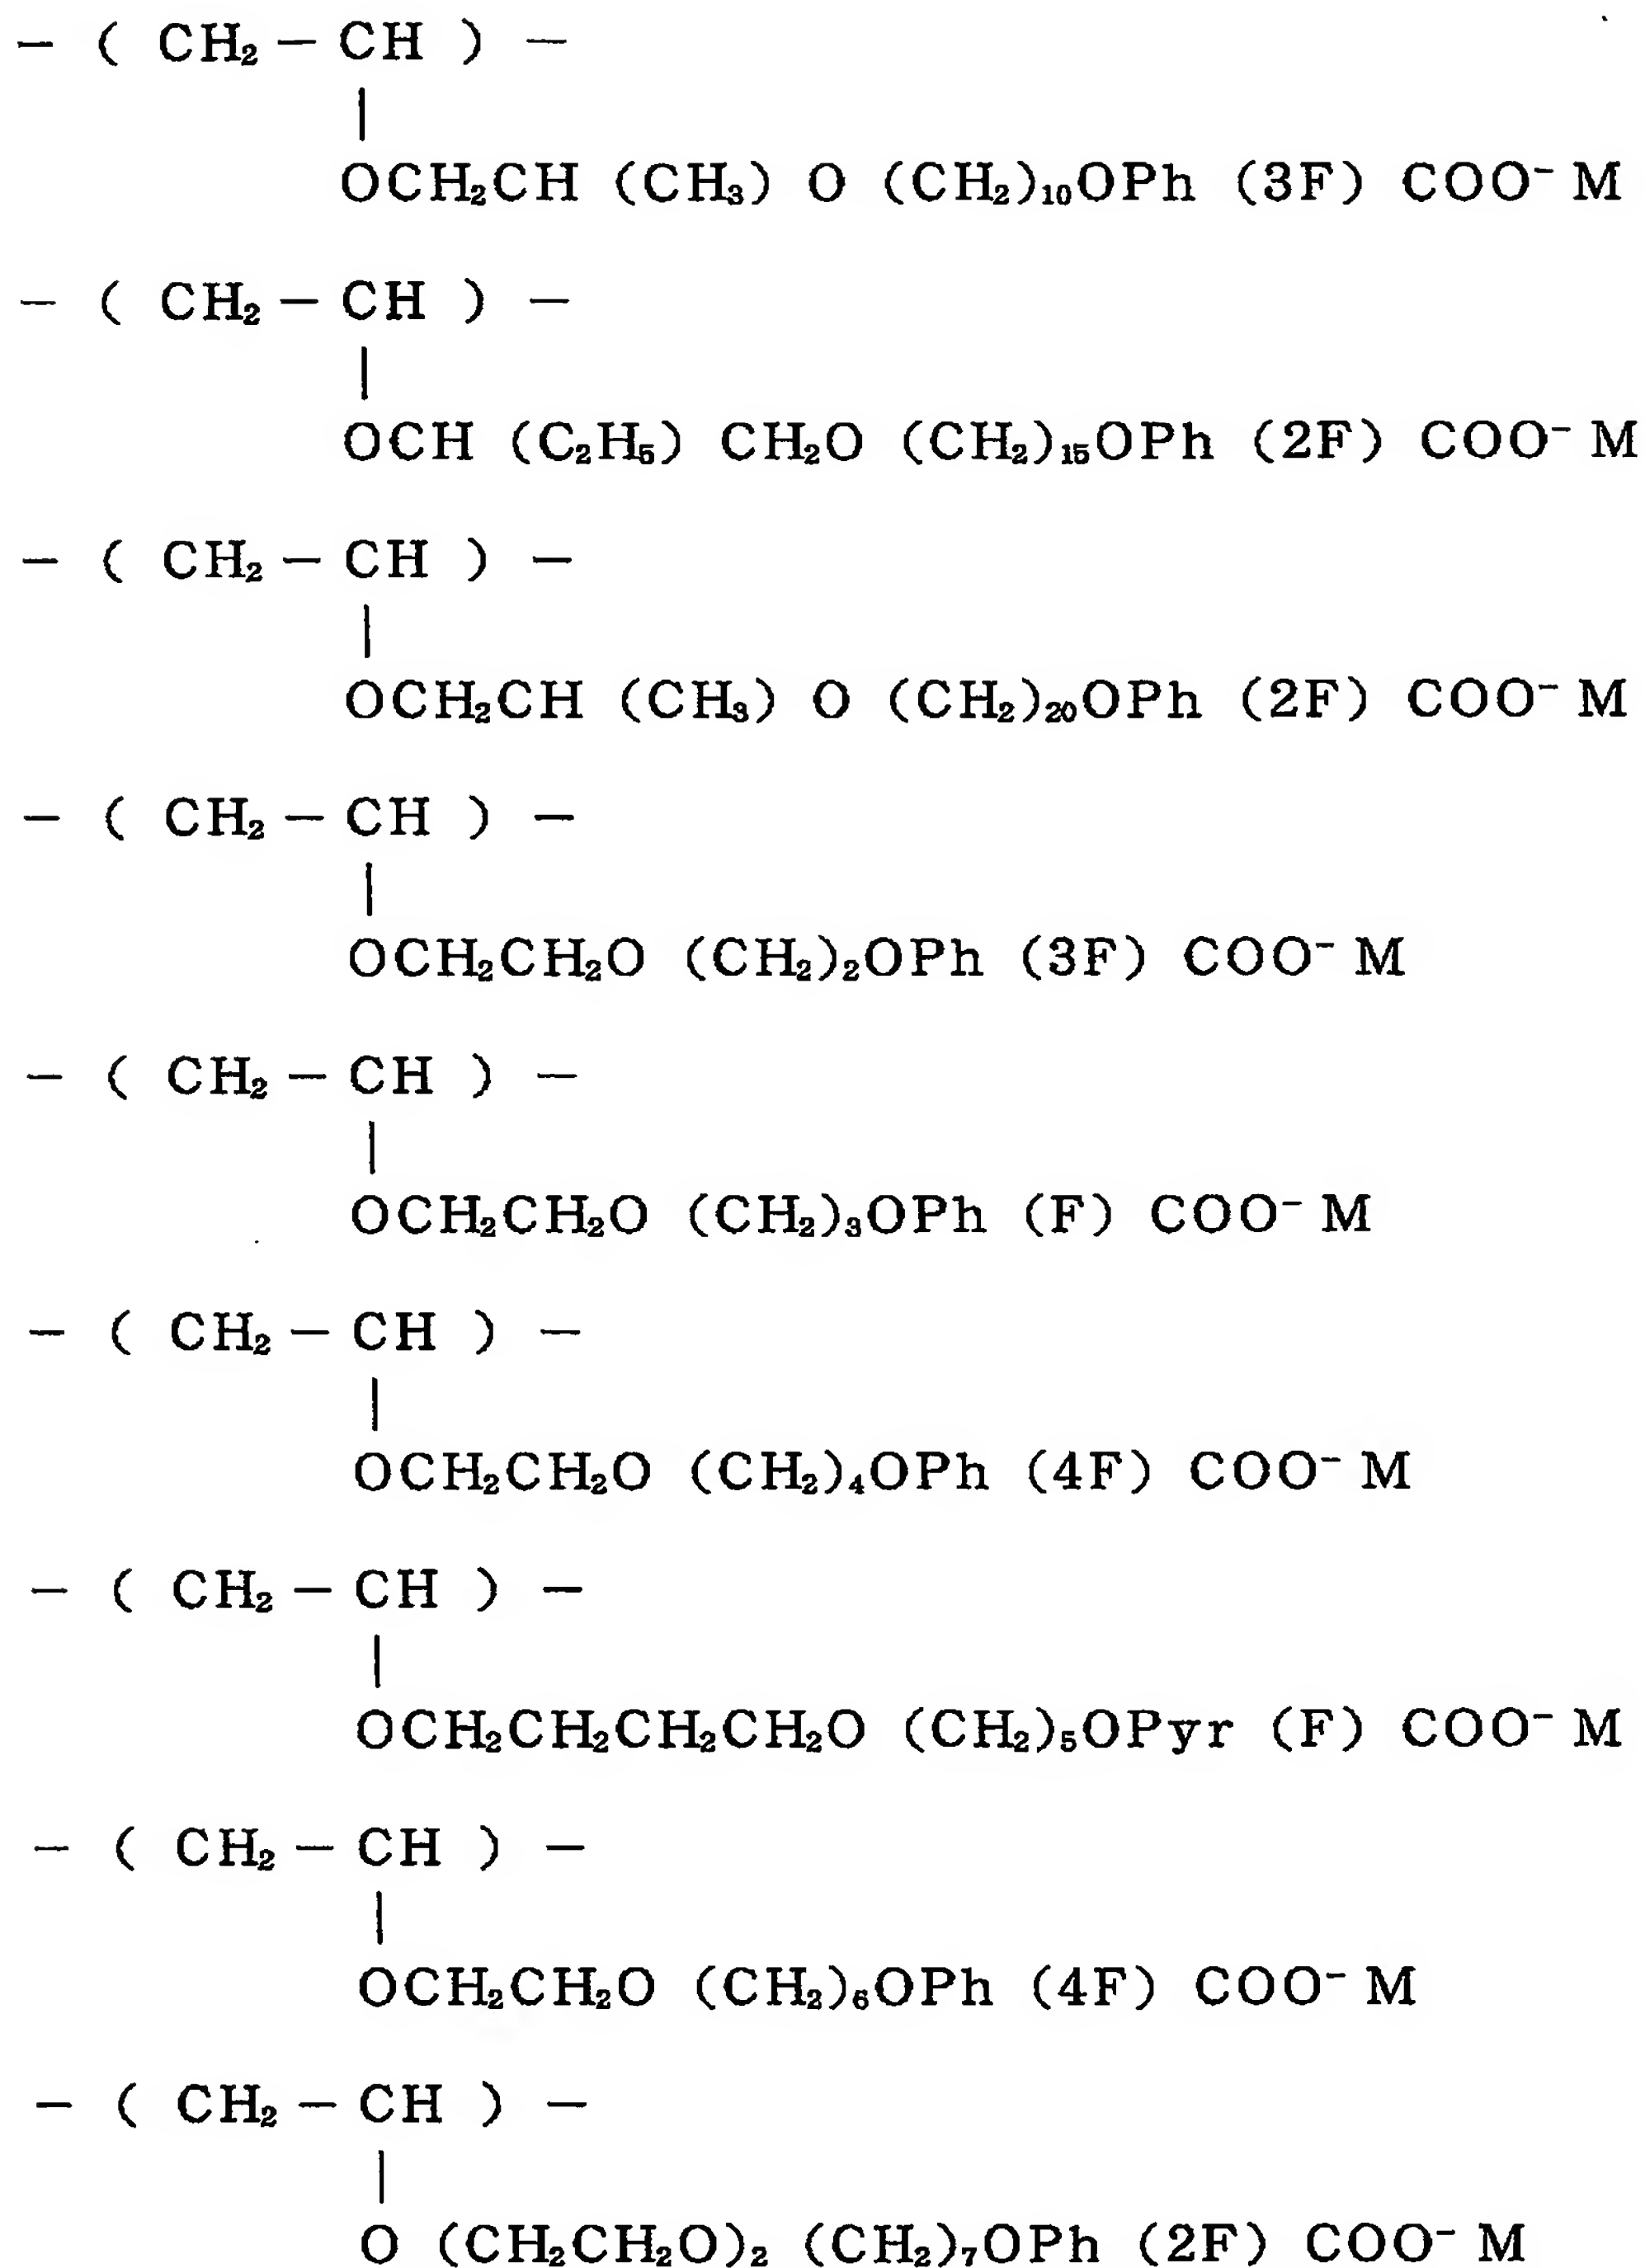 — ( CH₂ — CH ) —
|
OCH₂CH (CH₃) O (CH₂)₁₀OPh (3F) COO⁻ M
— ( CH₂ — CH ) —
|
OCH (C₂H₅) CH₂O (CH₂)₁₅OPh (2F) COO⁻ M
— ( CH₂ — CH ) —
|
OCH₂CH (CH₃) O (CH₂)₂₀OPh (2F) COO⁻ M
— ( CH₂ — CH ) —
|
OCH₂CH₂O (CH₂)₂OPh (3F) COO⁻ M
— ( CH₂ — CH ) —
|
OCH₂CH₂O (CH₂)₃OPh (F) COO⁻ M
— ( CH₂ — CH ) —
|
OCH₂CH₂O (CH₂)₄OPh (4F) COO⁻ M
— ( CH₂ — CH ) —
|
OCH₂CH₂CH₂CH₂O (CH₂)₅OPyr (F) COO⁻ M
— ( CH₂ — CH ) —
|
OCH₂CH₂O (CH₂)₆OPh (4F) COO⁻ M
— ( CH₂ — CH ) —
|
O (CH₂CH₂O)₂ (CH₂)₇OPh (2F) COO⁻ M